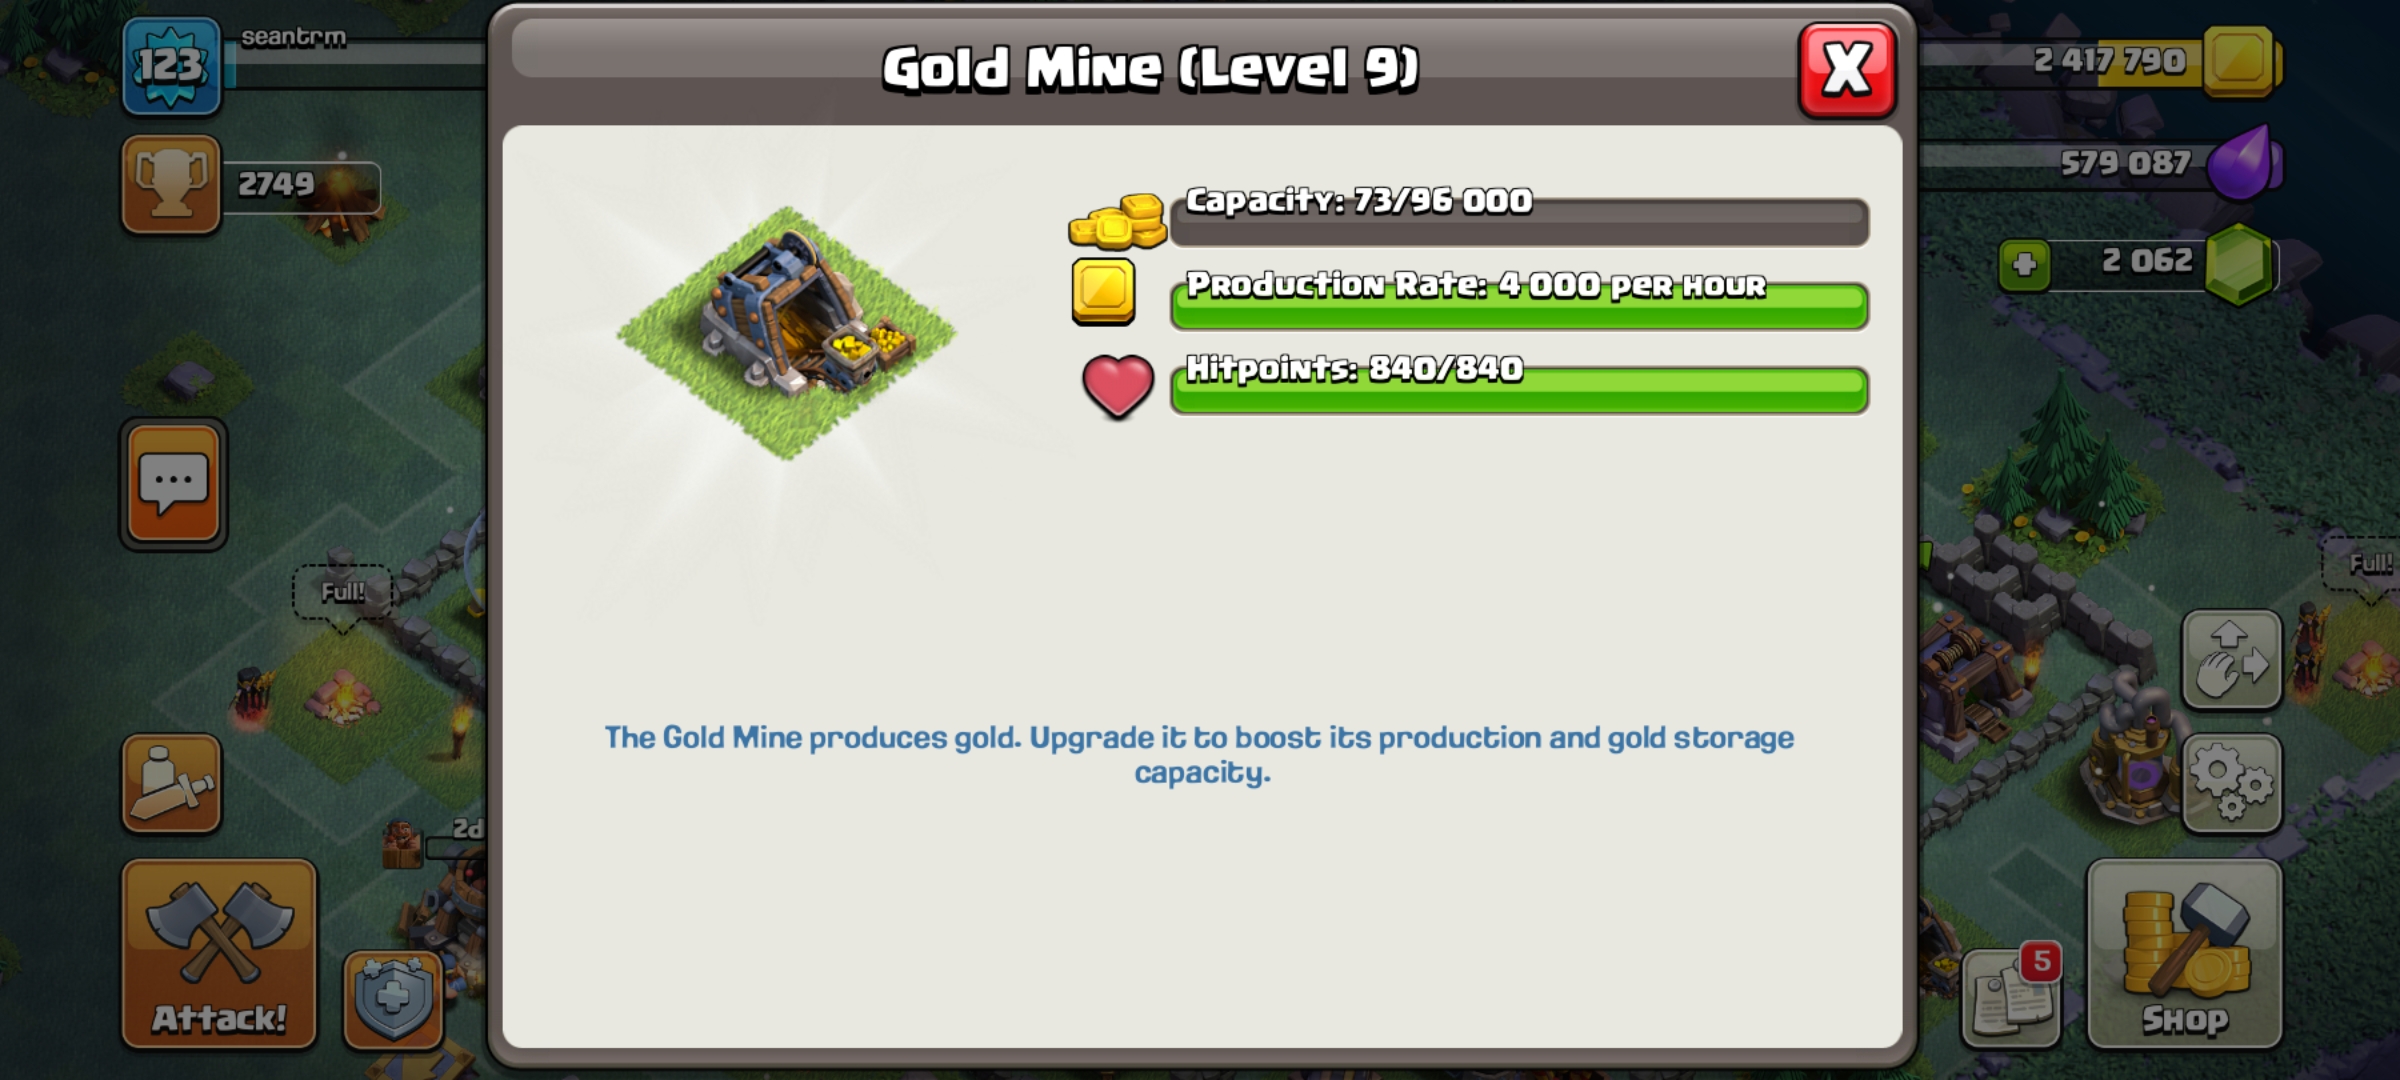 123
seantrm
Gold Mine (Level 9)
X
2 417 790
2749
Capacity: 73/96 000
579 087
Production Rate: 4 000 per hour
2 062
Hitpoints: 840/840
Full!
Full!
The Gold Mine produces gold. Upgrade it to boost its production and gold storage
capacity.
2d
5
Attack!
Shop